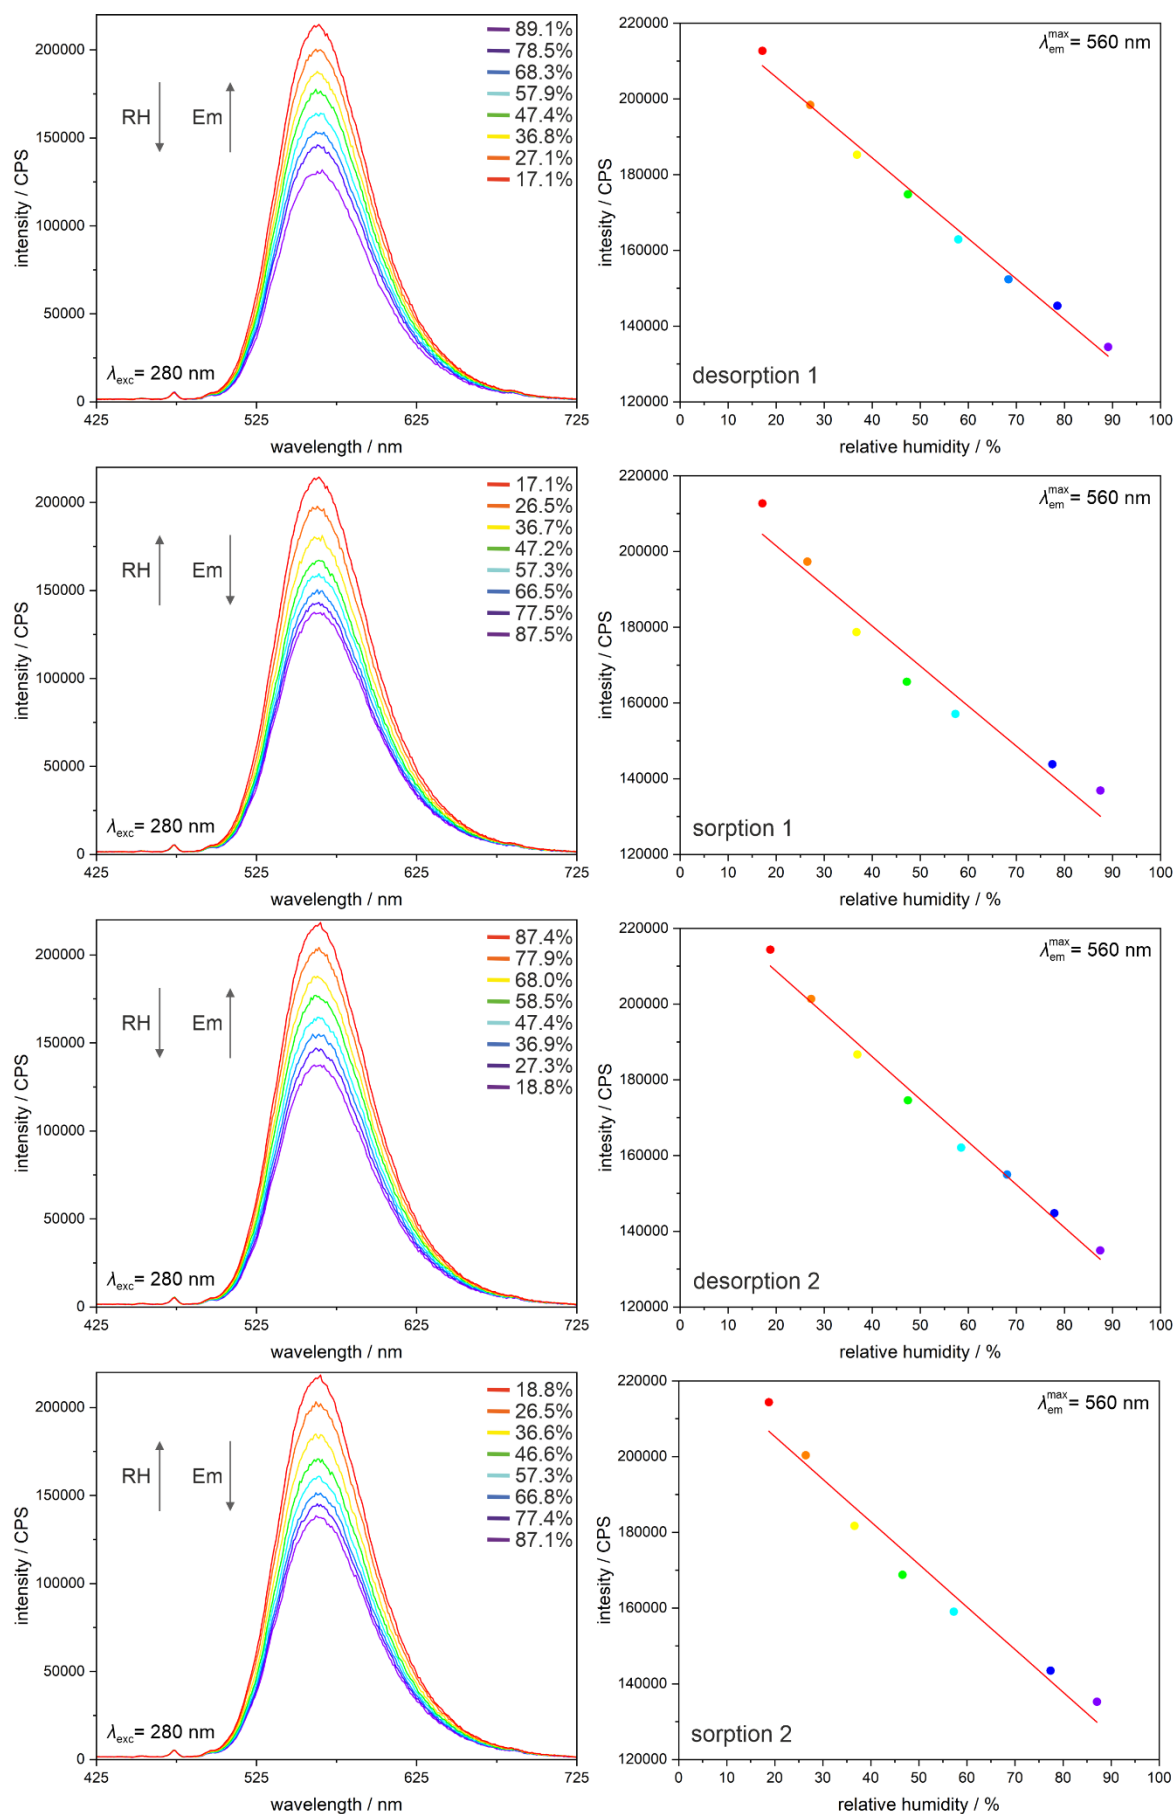 200000
150000
100000
50000
0
intensity / CPS
RH
Em
89.1%
78.5%
68.3%
57.9%
47.4%
36.8%
27.1%
17.1%
λexc= 280 nm
425
525
625
725
wavelength / nm
220000
200000
180000
160000
140000
120000
intesity / CPS
λem max = 560 nm
desorption 1
0 10 20 30 40 50 60 70 80 90 100
relative humidity / %
200000
150000
100000
50000
0
intensity / CPS
RH
Em
17.1%
26.5%
36.7%
47.2%
57.3%
66.5%
77.5%
87.5%
λexc= 280 nm
425
525
625
725
wavelength / nm
220000
200000
180000
160000
140000
120000
intesity / CPS
λem max = 560 nm
sorption 1
0 10 20 30 40 50 60 70 80 90 100
relative humidity / %
200000
150000
100000
50000
0
intensity / CPS
RH
Em
87.4%
77.9%
68.0%
58.5%
47.4%
36.9%
27.3%
18.8%
λexc= 280 nm
425
525
625
725
wavelength / nm
220000
200000
180000
160000
140000
120000
intesity / CPS
λem max = 560 nm
desorption 2
0 10 20 30 40 50 60 70 80 90 100
relative humidity / %
200000
150000
100000
50000
0
intensity / CPS
RH
Em
18.8%
26.5%
36.6%
46.6%
57.3%
66.8%
77.4%
87.1%
λexc= 280 nm
425
525
625
725
wavelength / nm
220000
200000
180000
160000
140000
120000
intesity / CPS
λem max = 560 nm
sorption 2
0 10 20 30 40 50 60 70 80 90 100
relative humidity / %